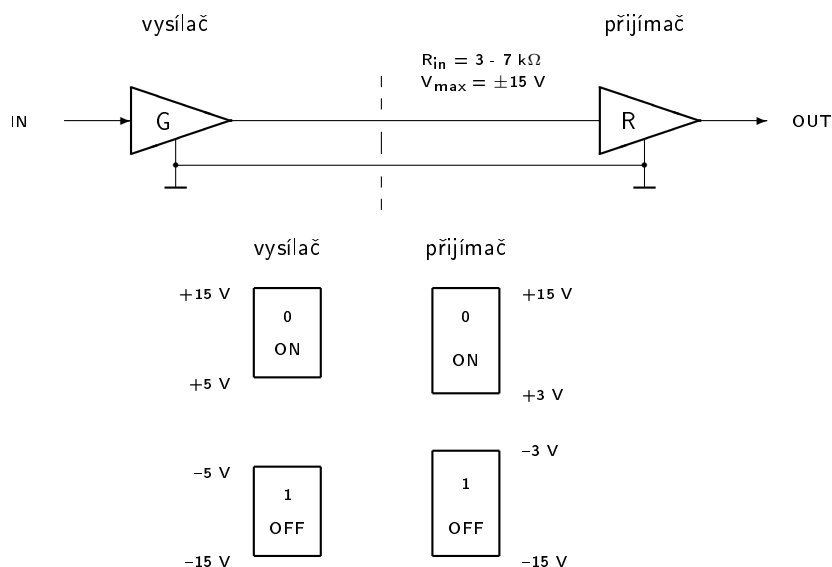 vysílač přijímač
R_in = 3 - 7 kΩ
V_max = ±15 V
IN G R OUT
vysílač přijímač
+15 V +15 V
0 0
ON ON
+5 V +3 V
–5 V –3 V
1 1
OFF OFF
–15 V –15 V